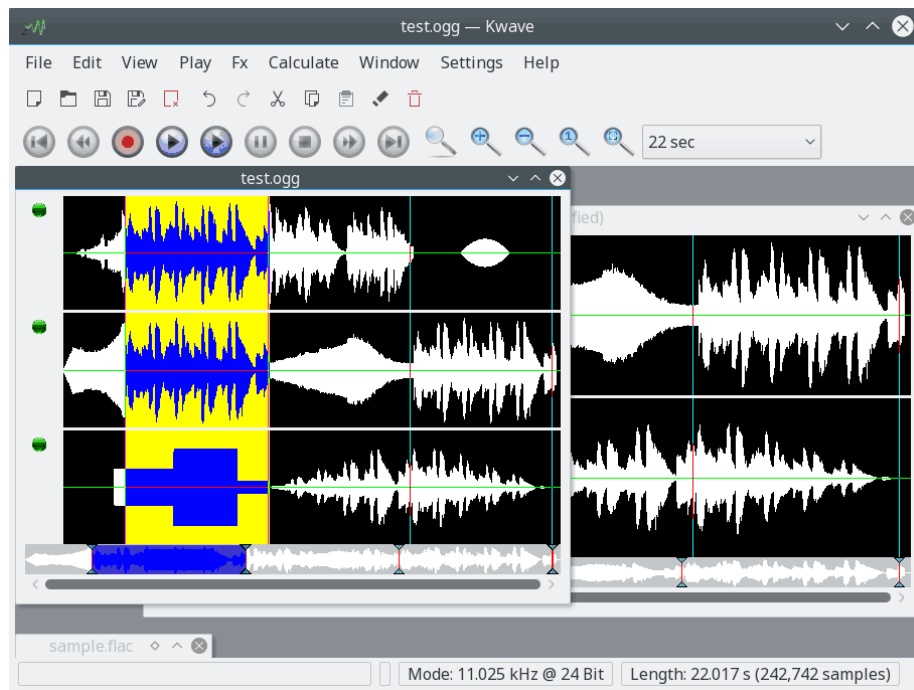 test.ogg — Kwave
File Edit View Play Fx Calculate Window Settings Help
22 sec
test.ogg
fied)
sample.flac
Mode: 11.025 kHz @ 24 Bit Length: 22.017 s (242,742 samples)